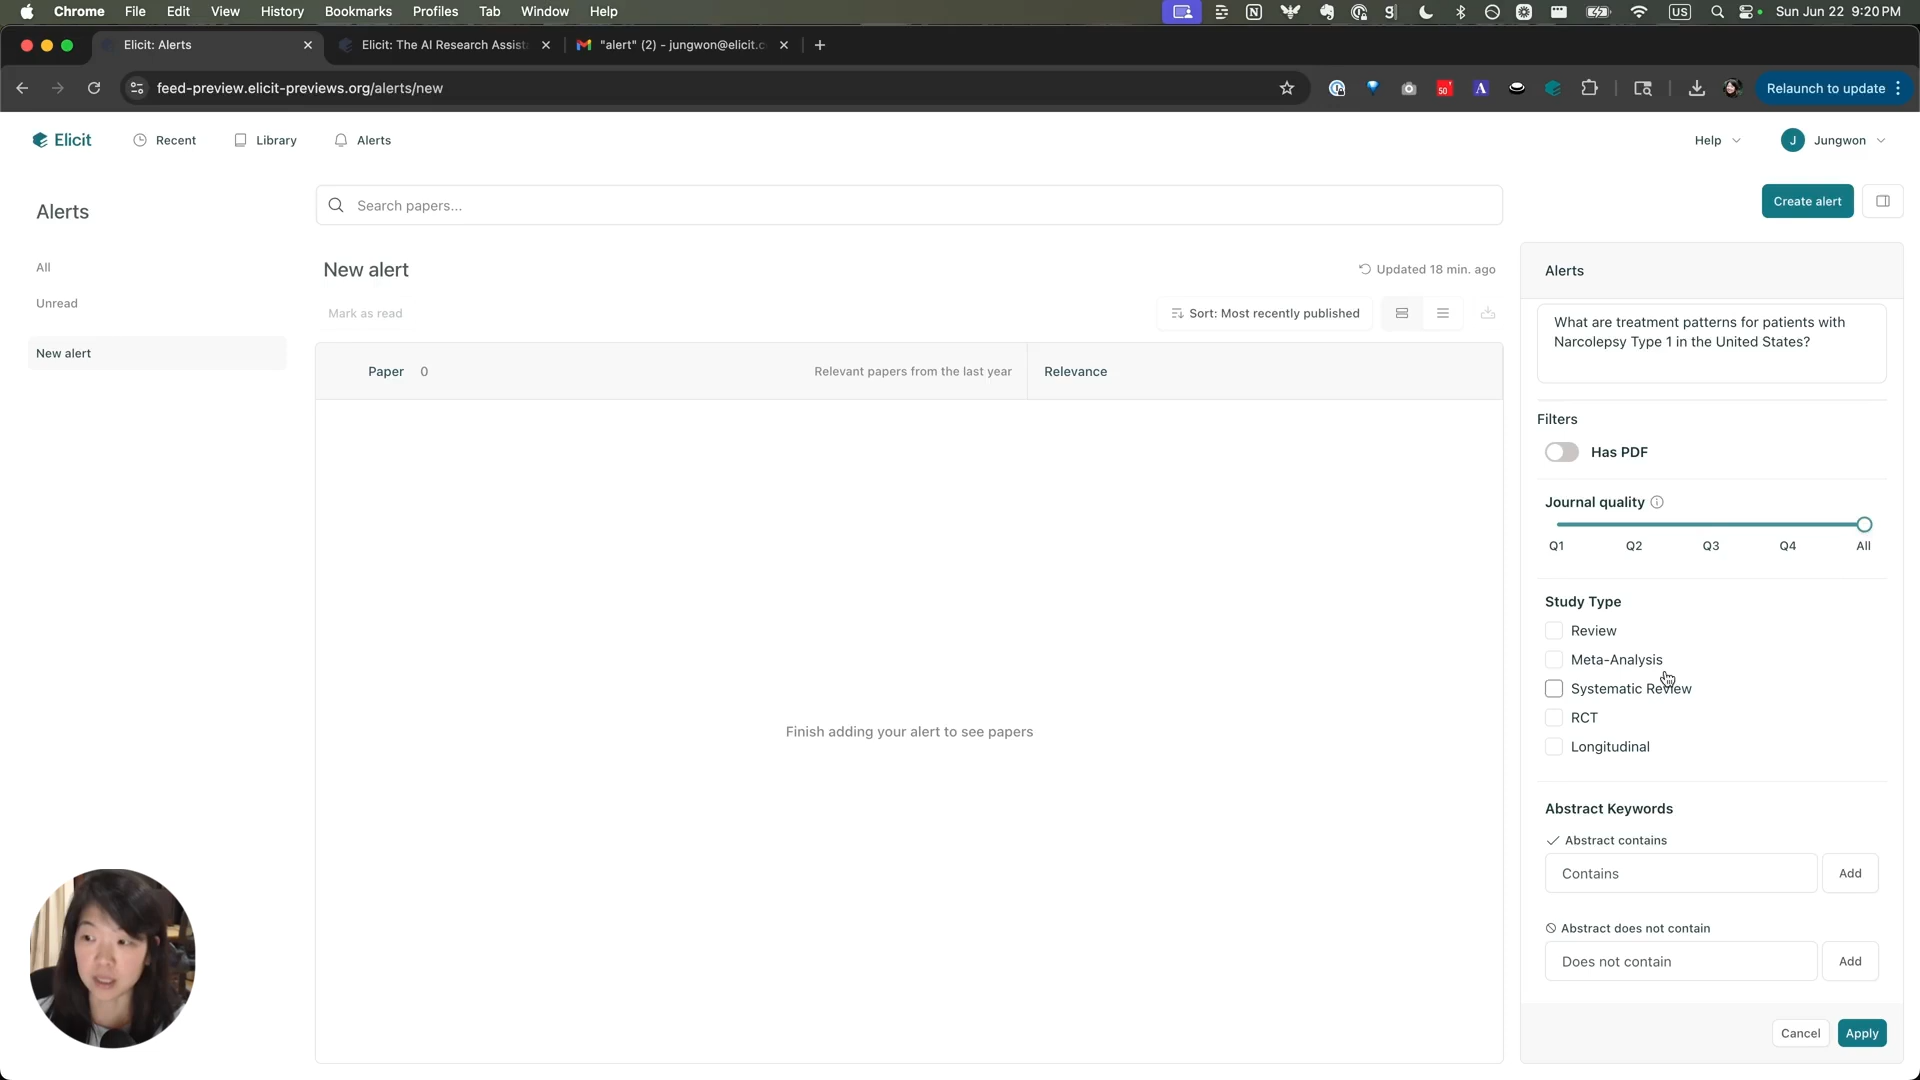 Chrome File Edit View History Bookmarks Profiles Tab Window Help US Sun Jun 22 9:20 PM
Elicit: Alerts
Elicit: The AI Research Assist
"alert" (2) - jungwon@elicit.c
feed-preview.elicit-previews.org/alerts/new
50
A
Relaunch to update
Elicit
Recent
Library
Alerts
Help
J
Jungwon
Alerts
Search papers...
Create alert
All
Unread
New alert
New alert
Updated 18 min. ago
Mark as read
Sort: Most recently published
Paper 0
Relevant papers from the last year
Relevance
Finish adding your alert to see papers
Alerts
What are treatment patterns for patients with
Narcolepsy Type 1 in the United States?
Filters
Has PDF
Journal quality
Q1 Q2 Q3 Q4 All
Study Type
Review
Meta-Analysis
Systematic Review
RCT
Longitudinal
Abstract Keywords
Abstract contains
Contains
Add
Abstract does not contain
Does not contain
Add
Cancel
Apply